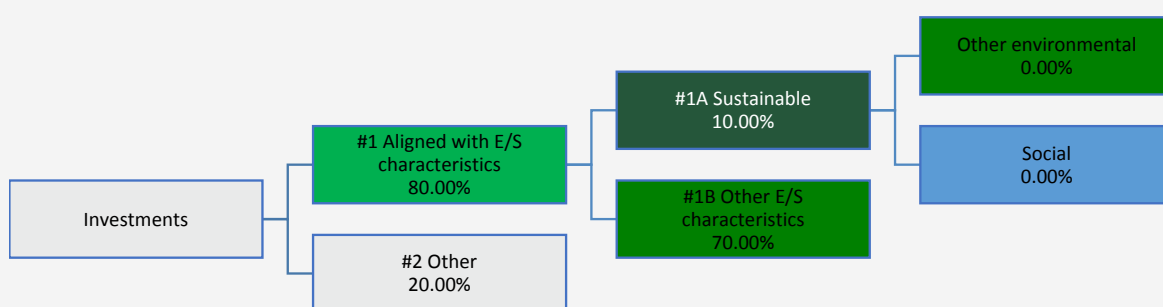 Investments
#1 Aligned with E/S
characteristics
80.00%
#2 Other
20.00%
#1A Sustainable
10.00%
#1B Other E/S
characteristics
70.00%
Other environmental
0.00%
Social
0.00%